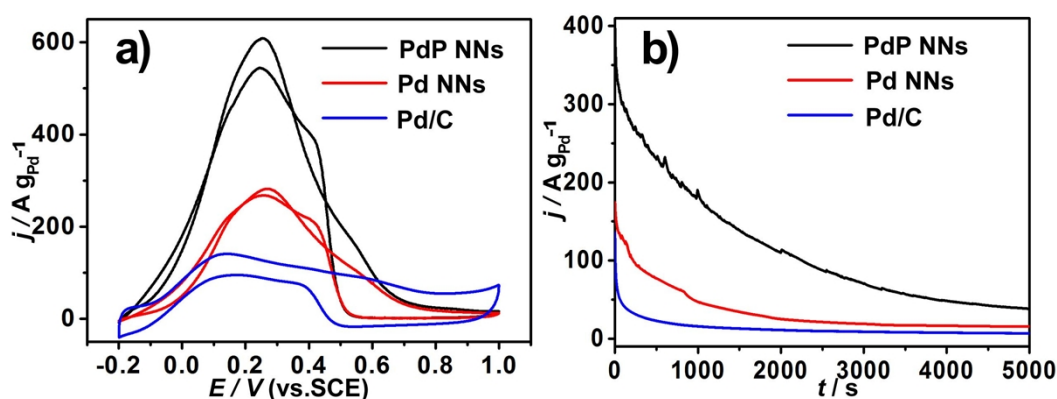 a)
PdP NNs
Pd NNs
Pd/C
600
400
200
0
j / A g_Pd⁻¹
-0.2 0.0 0.2 0.4 0.6 0.8 1.0
E / V (vs.SCE)
b)
PdP NNs
Pd NNs
Pd/C
400
300
200
100
0
j / A g_Pd⁻¹
0 1000 2000 3000 4000 5000
t / s